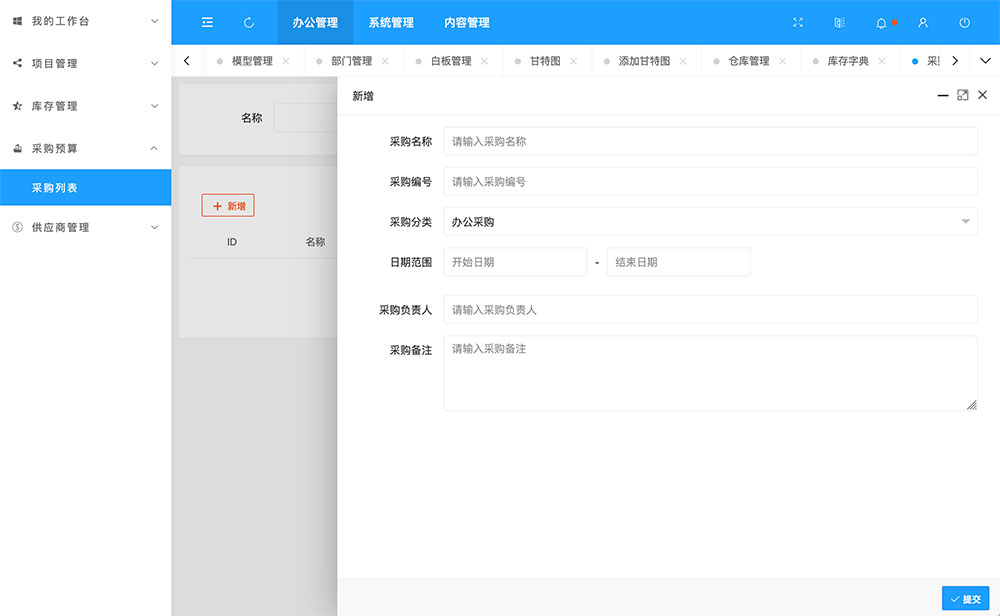 我的工作台
项目管理
库存管理
采购预算
采购列表
供应商管理
办公管理 系统管理 内容管理
模型管理 部门管理 白板管理 甘特图 添加甘特图 仓库管理 库存字典
名称
新增
ID 名称
新增
采购名称 请输入采购名称
采购编号 请输入采购编号
采购分类 办公采购
日期范围 开始日期 - 结束日期
采购负责人 请输入采购负责人
采购备注 请输入采购备注
提交